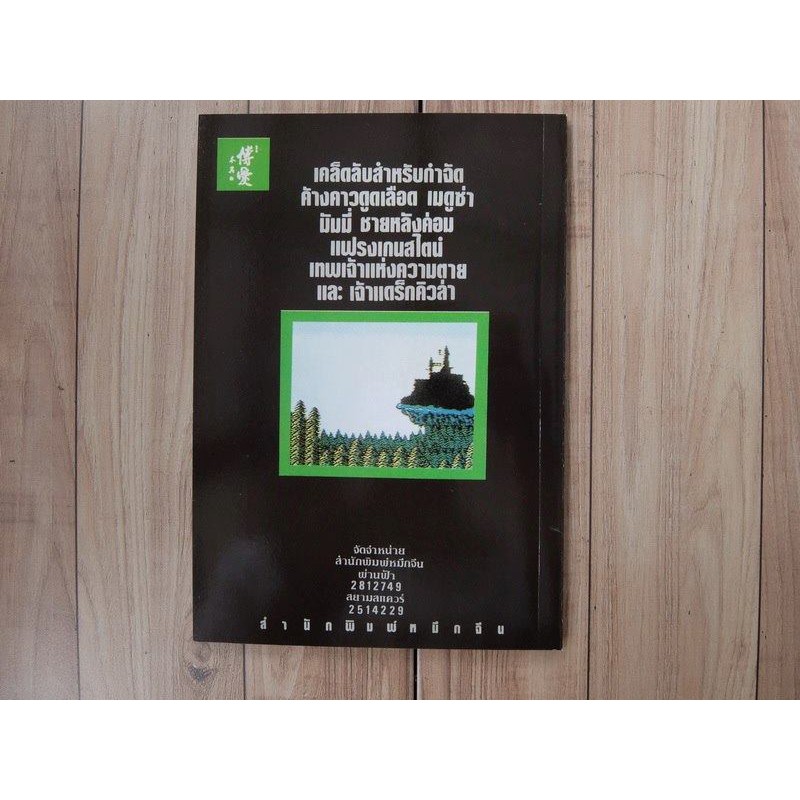 เคล็ดลับสำหรับกำจัด
ค้างคาวดูดเลือด เมดูซ่า
มัมมี่ ชายหลังค่อม
แฟรงเกนสไตน์
เทพเจ้าแห่งความตาย
และ เจ้าแดร็กคิวล่า
จัดจำหน่าย
สำนักพิมพ์หมึกจีน
ผ่านฟ้า
2812749
สยามสแควร์
2514229
สำนักพิมพ์หมึกจีน